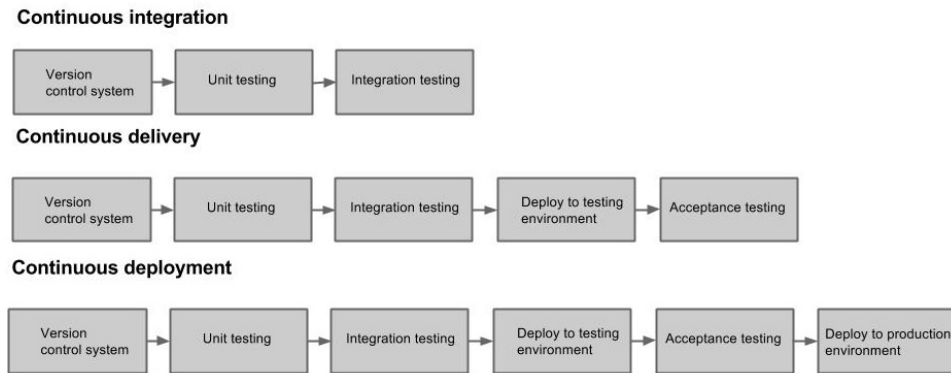 Continuous integration
Version
control system
Unit testing
Integration testing
Continuous delivery
Version
control system
Unit testing
Integration testing
Deploy to testing
environment
Acceptance testing
Continuous deployment
Version
control system
Unit testing
Integration testing
Deploy to testing
environment
Acceptance testing
Deploy to production
environment